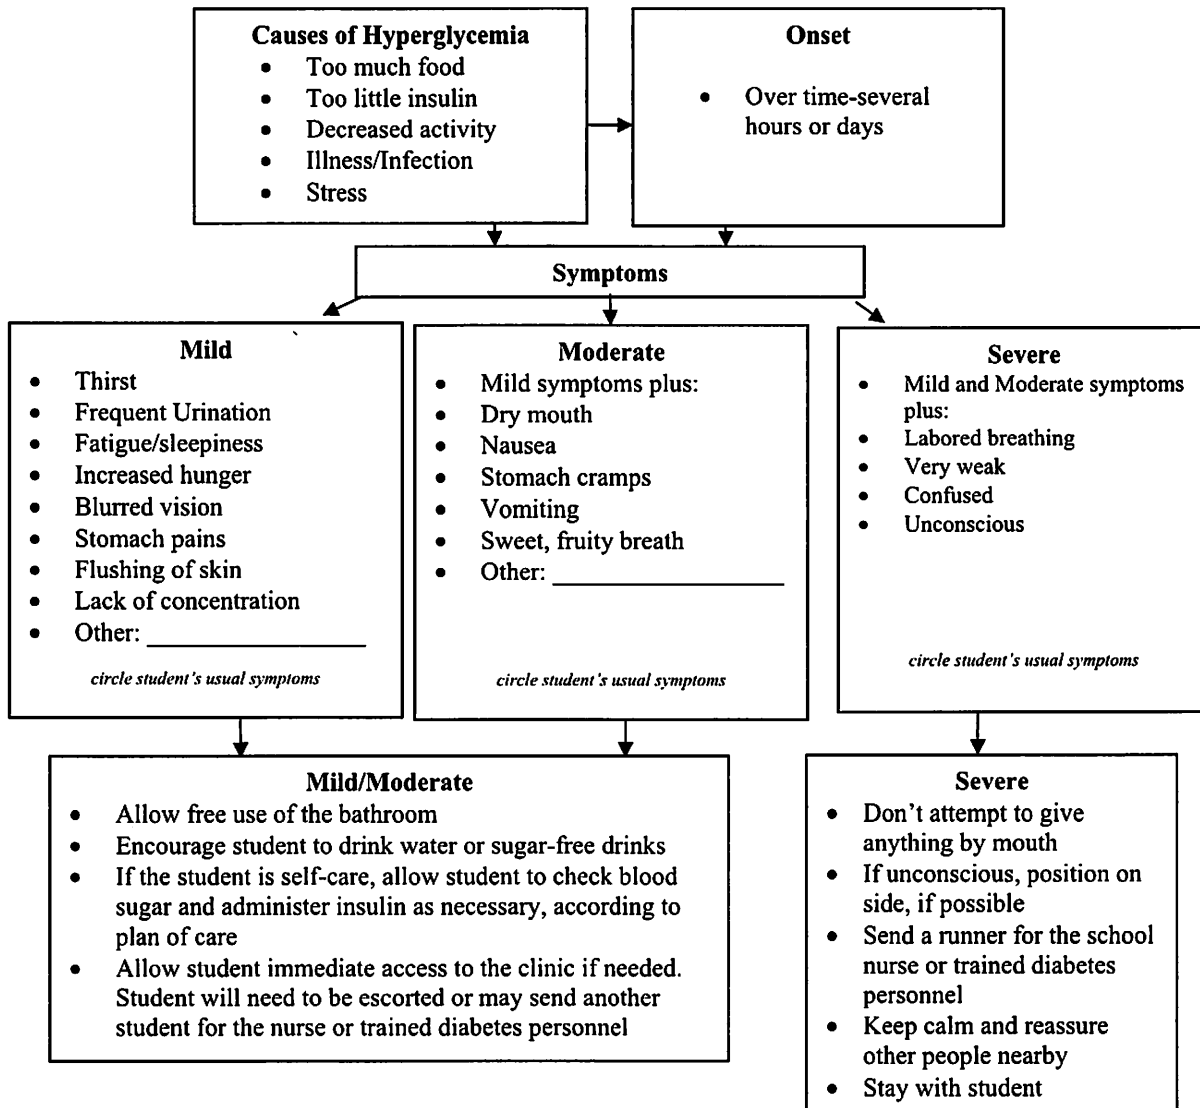 Causes of Hyperglycemia
• Too much food
• Too little insulin
• Decreased activity
• Illness/Infection
• Stress
Onset
• Over time-several
hours or days
Symptoms
Mild
• Thirst
• Frequent Urination
• Fatigue/sleepiness
• Increased hunger
• Blurred vision
• Stomach pains
• Flushing of skin
• Lack of concentration
• Other: ____________________
circle student's usual symptoms
Moderate
• Mild symptoms plus:
• Dry mouth
• Nausea
• Stomach cramps
• Vomiting
• Sweet, fruity breath
• Other: ____________________
circle student's usual symptoms
Severe
• Mild and Moderate symptoms
plus:
• Labored breathing
• Very weak
• Confused
• Unconscious
circle student's usual symptoms
Mild/Moderate
• Allow free use of the bathroom
• Encourage student to drink water or sugar-free drinks
• If the student is self-care, allow student to check blood
sugar and administer insulin as necessary, according to
plan of care
• Allow student immediate access to the clinic if needed.
Student will need to be escorted or may send another
student for the nurse or trained diabetes personnel
Severe
• Don't attempt to give
anything by mouth
• If unconscious, position on
side, if possible
• Send a runner for the school
nurse or trained diabetes
personnel
• Keep calm and reassure
other people nearby
• Stay with student